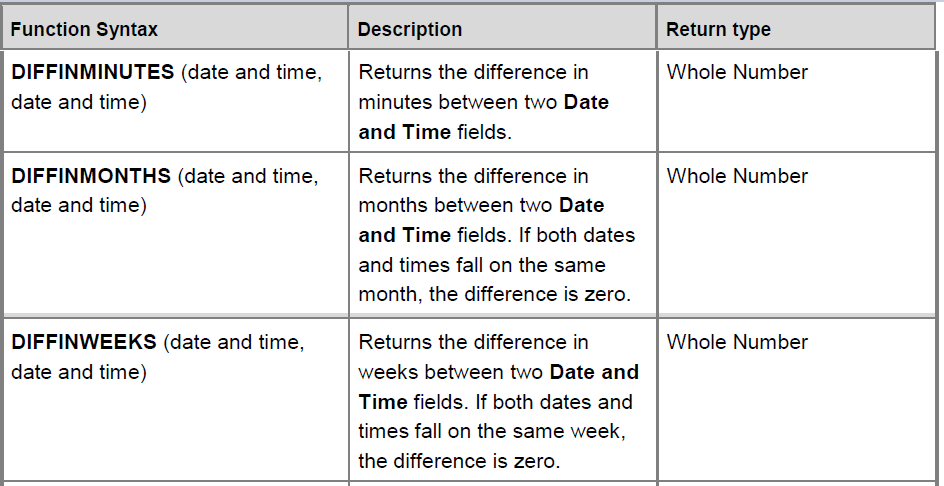 Function Syntax
Description
Return type
DIFFINMINUTES (date and time,
date and time)
Returns the difference in
minutes between two Date
and Time fields.
Whole Number
DIFFINMONTHS (date and time,
date and time)
Returns the difference in
months between two Date
and Time fields. If both dates
and times fall on the same
month, the difference is zero.
Whole Number
DIFFINWEEKS (date and time,
date and time)
Returns the difference in
weeks between two Date and
Time fields. If both dates and
times fall on the same week,
the difference is zero.
Whole Number